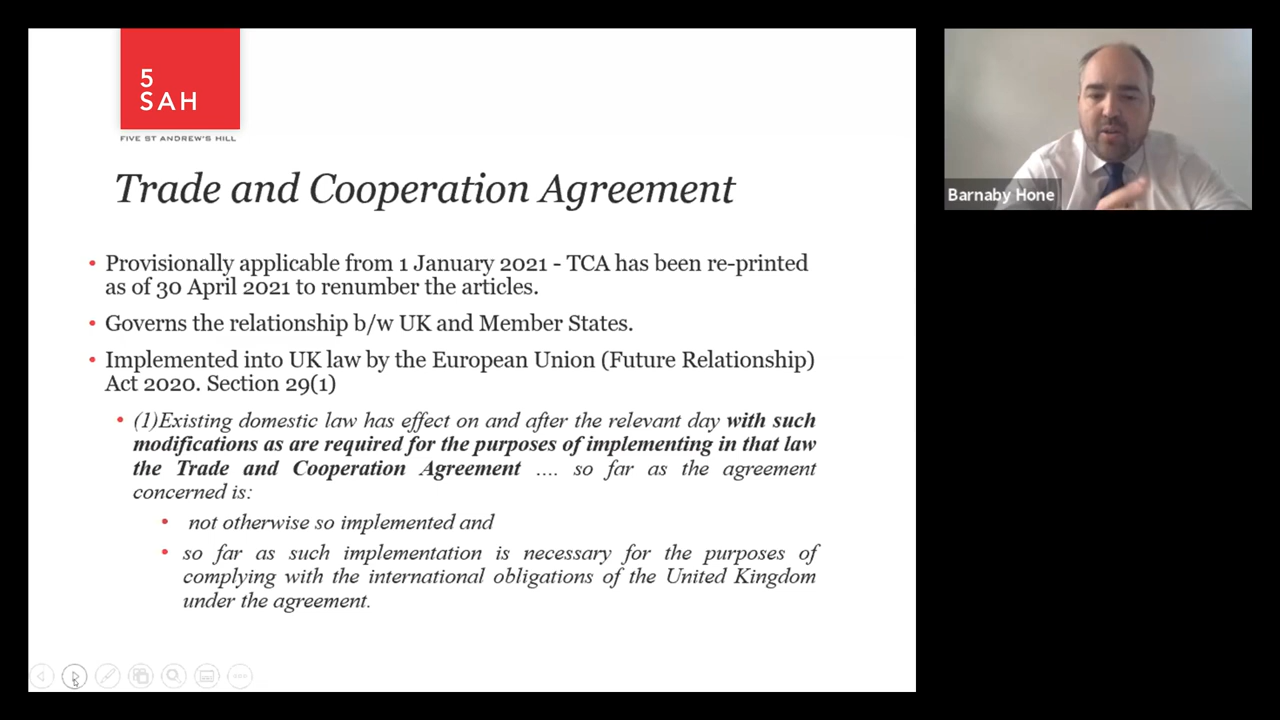 5
SAH
FIVE ST ANDREW'S HILL
Trade and Cooperation Agreement
• Provisionally applicable from 1 January 2021 - TCA has been re-printed
as of 30 April 2021 to renumber the articles.
• Governs the relationship b/w UK and Member States.
• Implemented into UK law by the European Union (Future Relationship)
Act 2020. Section 29(1)
• (1)Existing domestic law has effect on and after the relevant day with such
modifications as are required for the purposes of implementing in that law
the Trade and Cooperation Agreement .... so far as the agreement
concerned is:
• not otherwise so implemented and
• so far as such implementation is necessary for the purposes of
complying with the international obligations of the United Kingdom
under the agreement.
Barnaby Hone